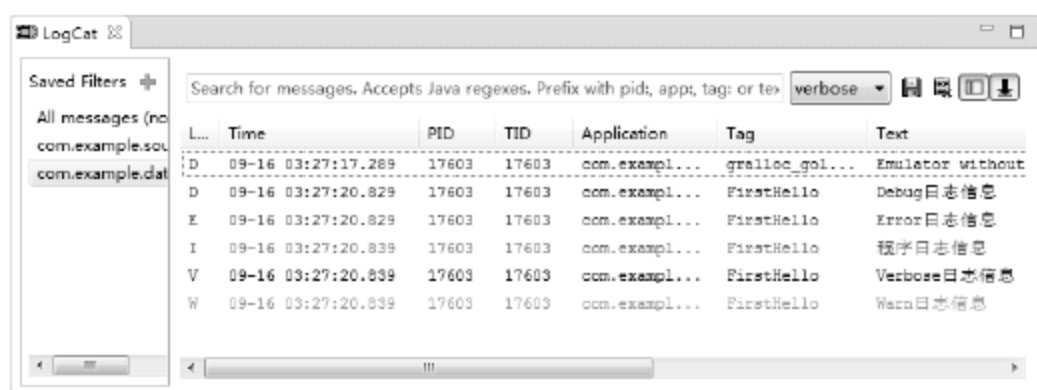 LogCat
Saved Filters
Search for messages. Accepts Java regexes. Prefix with pid:, app:, tag: or te
verbose
All messages (no
com.example.sou
com.example.dat
L... Time PID TID Application Tag Text
D 09-16 03:27:17.289 17603 17603 com.exampl... gralloc_gol... Emulator without
D 09-16 03:27:20.829 17603 17603 com.exampl... FirstHello Debug日志信息
E 09-16 03:27:20.829 17603 17603 com.exampl... FirstHello Error日志信息
I 09-16 03:27:20.839 17603 17603 com.exampl... FirstHello 程序日志信息
V 09-16 03:27:20.839 17603 17603 com.exampl... FirstHello Verbose日志信息
W 09-16 03:27:20.839 17603 17603 com.exampl... FirstHello Warn日志信息